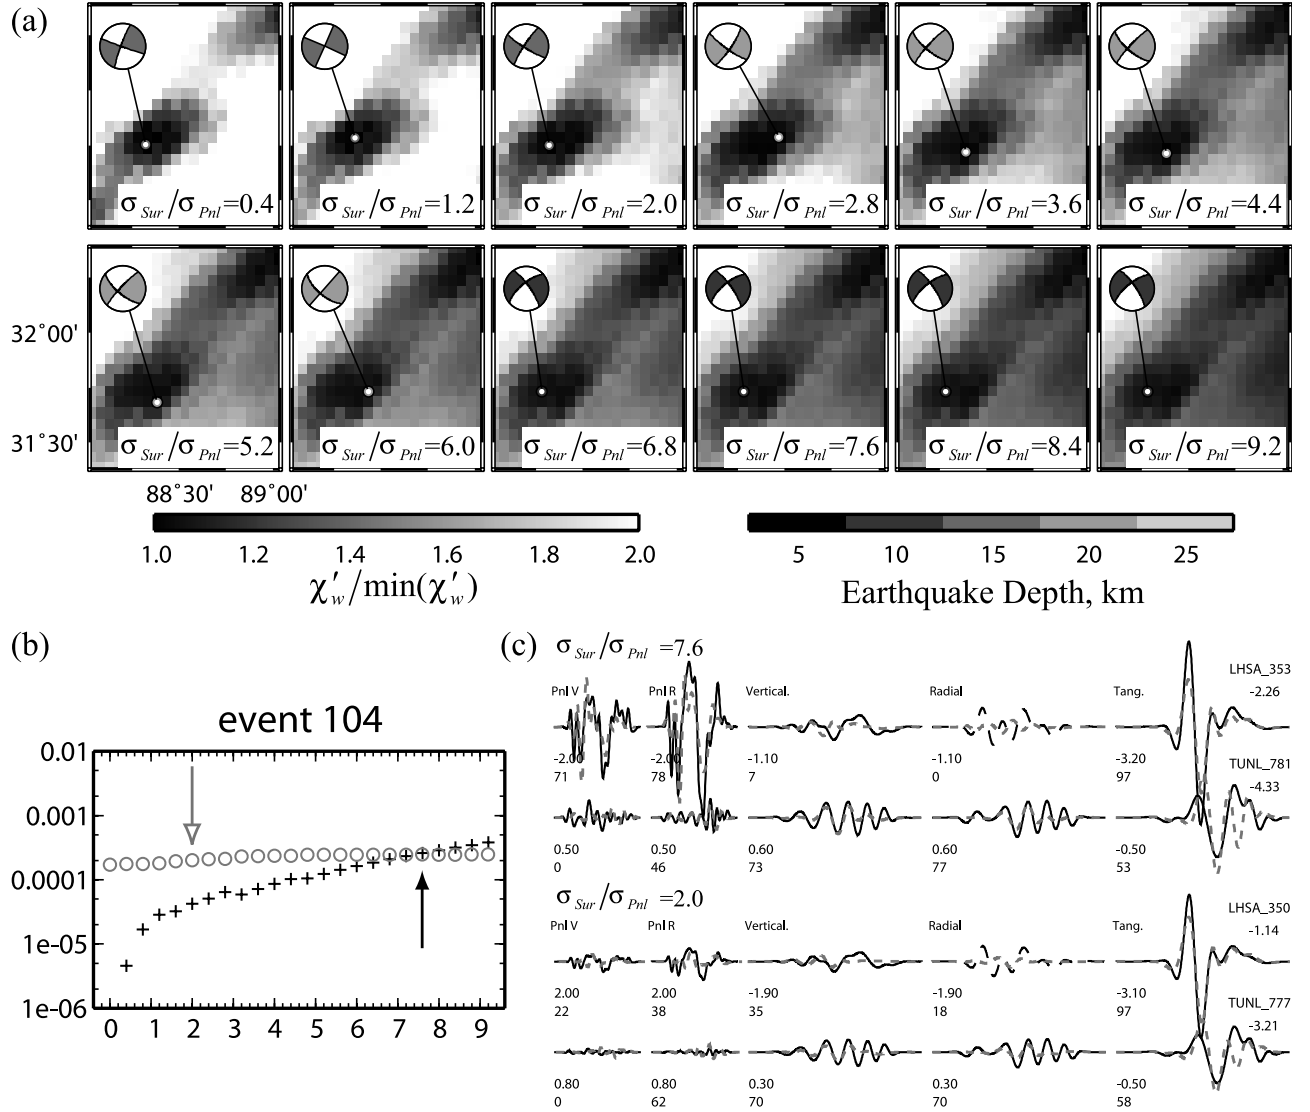 (a)
σSur/σPnl=0.4
σSur/σPnl=1.2
σSur/σPnl=2.0
σSur/σPnl=2.8
σSur/σPnl=3.6
σSur/σPnl=4.4
32°00'
31°30'
σSur/σPnl=5.2
σSur/σPnl=6.0
σSur/σPnl=6.8
σSur/σPnl=7.6
σSur/σPnl=8.4
σSur/σPnl=9.2
88°30' 89°00'
1.0 1.2 1.4 1.6 1.8 2.0
χ'w/min(χ'w)
5 10 15 20 25
Earthquake Depth, km
(b)
event 104
0.01
0.001
0.0001
1e-05
1e-06
0 1 2 3 4 5 6 7 8 9
(c)
σSur/σPnl =7.6
Pnl V Pnl R Vertical. Radial Tang. LHSA_353
-2.26
-2.00 -2.00 -1.10 -1.10 -3.20
71 78 7 0 97
TUNL_781
-4.33
0.50 0.50 0.60 0.60 -0.50
0 46 73 77 53
σSur/σPnl =2.0
Pnl V Pnl R Vertical. Radial Tang. LHSA_350
-1.14
2.00 2.00 -1.90 -1.90 -3.10
22 38 35 18 97
TUNL_777
-3.21
0.80 0.80 0.30 0.30 -0.50
0 62 70 70 58